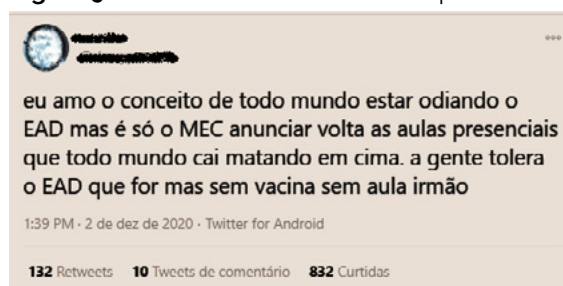 eu amo o conceito de todo mundo estar odiando o
EAD mas é só o MEC anunciar volta as aulas presenciais
que todo mundo cai matando em cima. a gente tolera
o EAD que for mas sem vacina sem aula irmão
1:39 PM · 2 de dez de 2020 · Twitter for Android
132 Retweets 10 Tweets de comentário 832 Curtidas